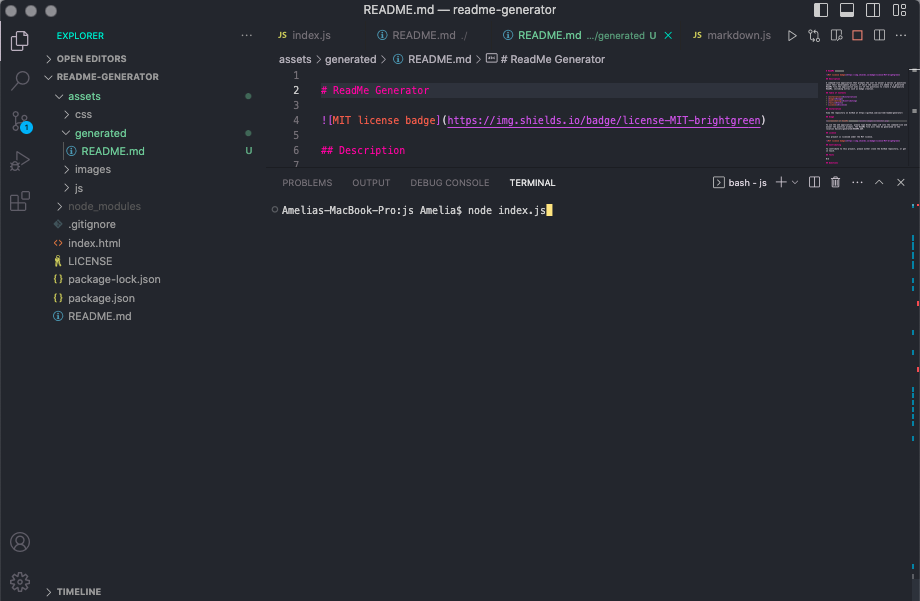 README.md — readme-generator
EXPLORER
JS index.js
README.md ./
README.md .../generated U
JS markdown.js
OPEN EDITORS
assets > generated > README.md > # ReadMe Generator
README-GENERATOR
assets
css
generated
README.md U
images
js
node_modules
.gitignore
index.html
LICENSE
package-lock.json
package.json
README.md
TIMELINE
1
1
2 # ReadMe Generator
3
4 ![MIT license badge](https://img.shields.io/badge/license-MIT-brightgreen)
5
6 ## Description
7
PROBLEMS OUTPUT DEBUG CONSOLE TERMINAL
bash - js
Amelias-MacBook-Pro:js Amelia$ node index.js